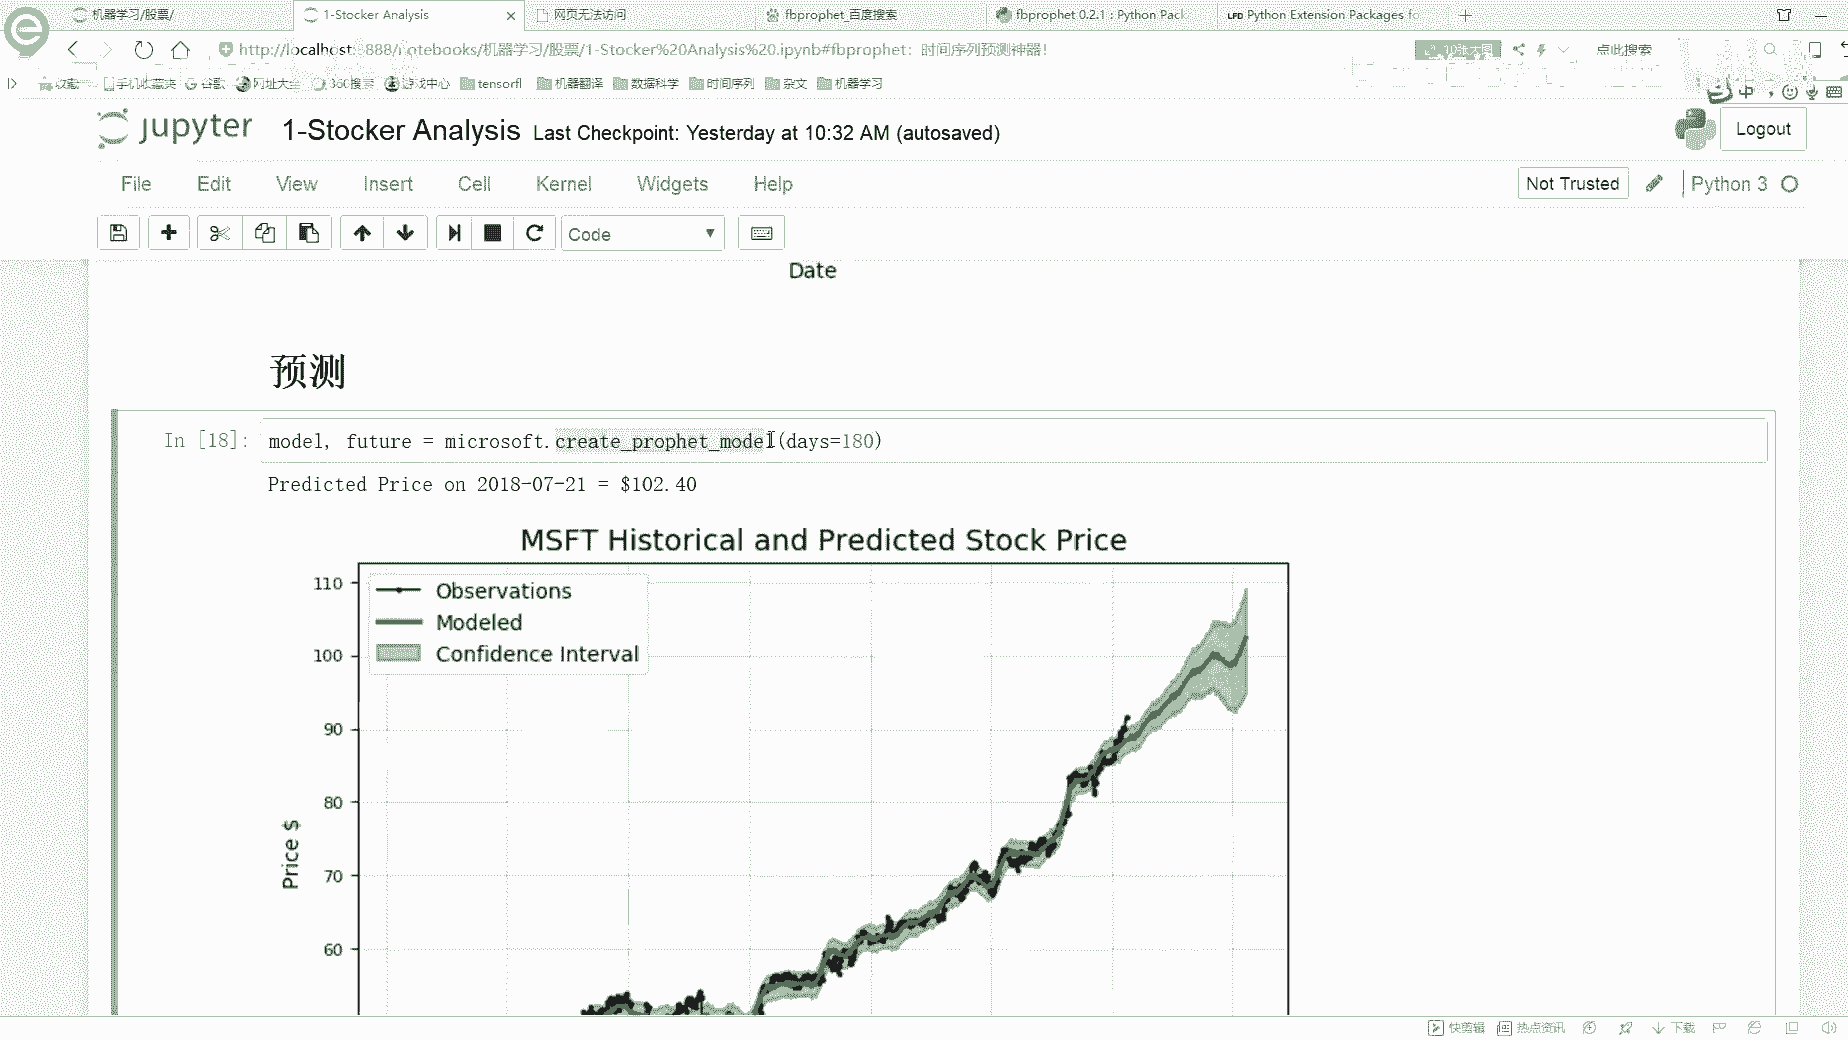 机器学习/股票/
1-Stocker Analysis
网页无法访问
fbprophet_百度搜索
fbprophet 0.2.1 : Python Pack
LFD Python Extension Packages fo
http://localhost:8888/notebooks/机器学习/股票/1-Stocker%20Analysis%20.ipynb#fbprophet：时间序列预测神器！
点此搜索
收藏
手机收藏夹
谷歌
网址大全
360搜索
游戏中心
tensorfl
机器翻译
数据科学
时间序列
杂文
机器学习
中
jupyter
1-Stocker Analysis
Last Checkpoint: Yesterday at 10:32 AM (autosaved)
Logout
File
Edit
View
Insert
Cell
Kernel
Widgets
Help
Not Trusted
Python 3
Code
Date
预测
In [18]:
model, future = microsoft.create_prophet_model(days=180)
Predicted Price on 2018-07-21 = $102.40
MSFT Historical and Predicted Stock Price
Observations
Modeled
Confidence Interval
110
100
90
80
70
60
Price $
快剪辑
热点资讯
下载